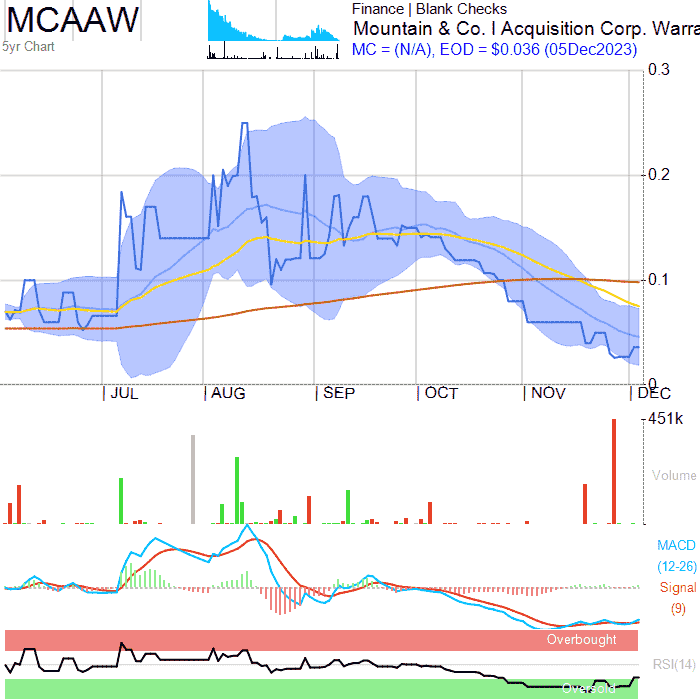 MCAAW
5yr Chart
Finance | Blank Checks
Mountain & Co. I Acquisition Corp. Warra
MC = (N/A), EOD = $0.036 (05Dec2023)
0.3
0.2
0.1
0
JUL AUG SEP OCT NOV DEC
451k
Volume
MACD
(12-26)
Signal
(9)
Overbought
RSI(14)
Oversold